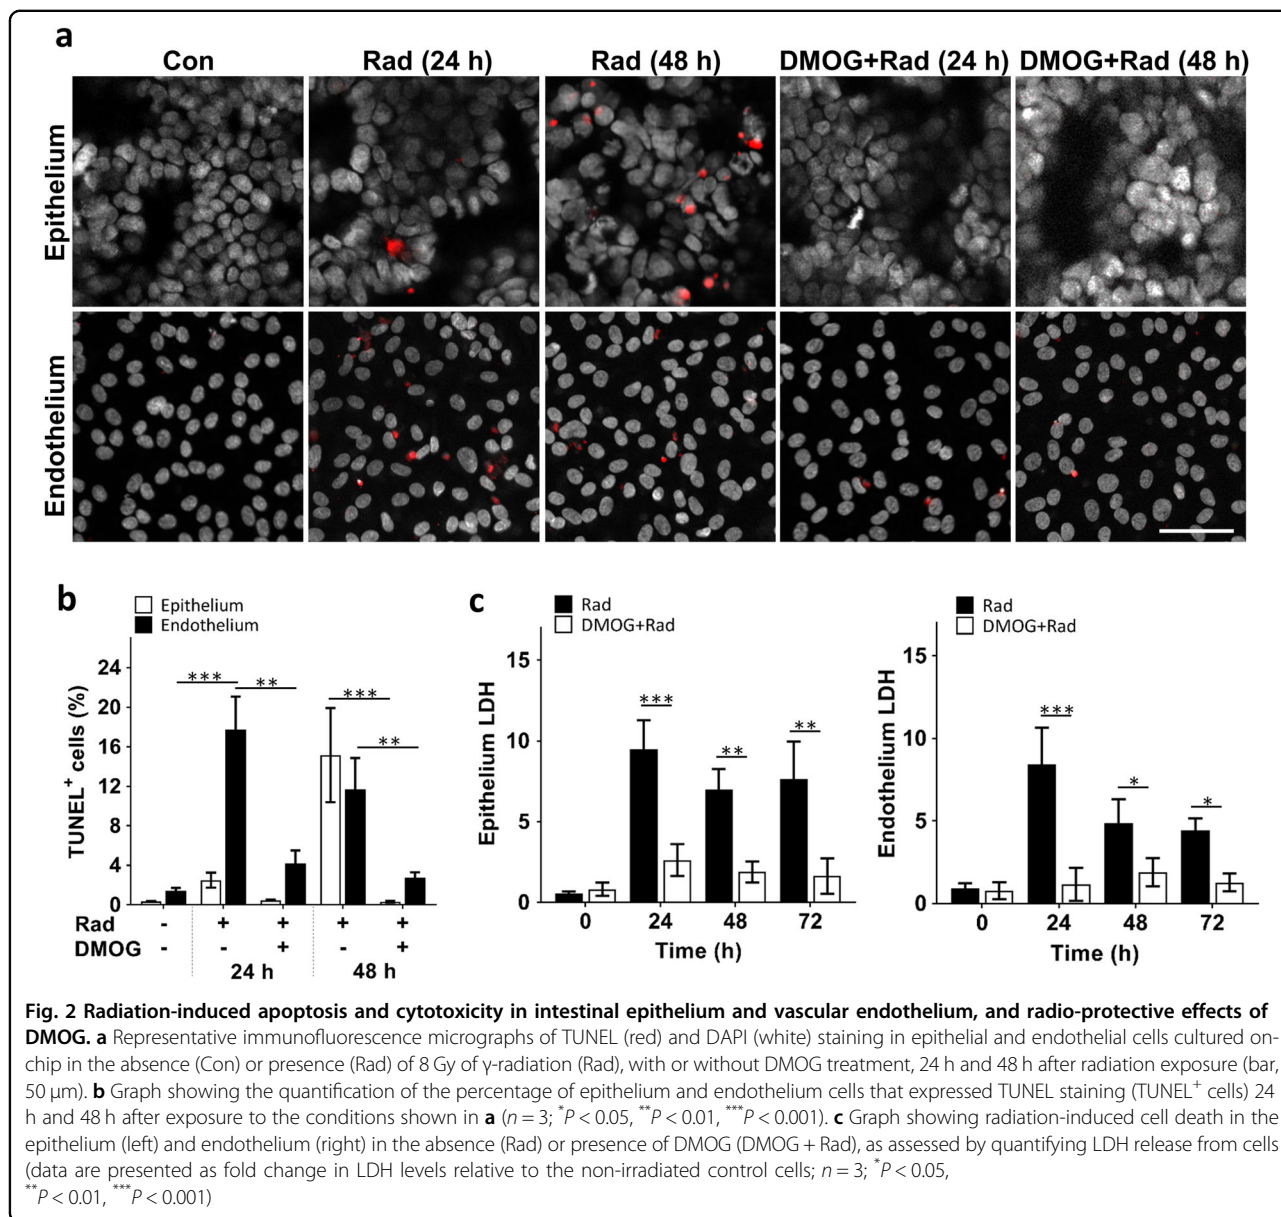 a
Con
Rad (24 h)
Rad (48 h)
DMOG+Rad (24 h)
DMOG+Rad (48 h)
Epithelium
Endothelium
b
Epithelium
Endothelium
TUNEL⁺ cells (%)
24
20
16
12
8
4
0
***
**
***
**
Rad - + + + +
DMOG - - + - +
24 h
48 h
c
Rad
DMOG+Rad
Epithelium LDH
15
10
5
0
***
**
**
0 24 48 72
Time (h)
Rad
DMOG+Rad
Endothelium LDH
15
10
5
0
***
*
*
0 24 48 72
Time (h)
Fig. 2 Radiation-induced apoptosis and cytotoxicity in intestinal epithelium and vascular endothelium, and radio-protective effects of
DMOG. a Representative immunofluorescence micrographs of TUNEL (red) and DAPI (white) staining in epithelial and endothelial cells cultured on-
chip in the absence (Con) or presence (Rad) of 8 Gy of γ-radiation (Rad), with or without DMOG treatment, 24 h and 48 h after radiation exposure (bar,
50 μm). b Graph showing the quantification of the percentage of epithelium and endothelium cells that expressed TUNEL staining (TUNEL⁺ cells) 24
h and 48 h after exposure to the conditions shown in a (n = 3; *P < 0.05, **P < 0.01, ***P < 0.001). c Graph showing radiation-induced cell death in the
epithelium (left) and endothelium (right) in the absence (Rad) or presence of DMOG (DMOG + Rad), as assessed by quantifying LDH release from cells
(data are presented as fold change in LDH levels relative to the non-irradiated control cells; n = 3; *P < 0.05,
**P < 0.01, ***P < 0.001)